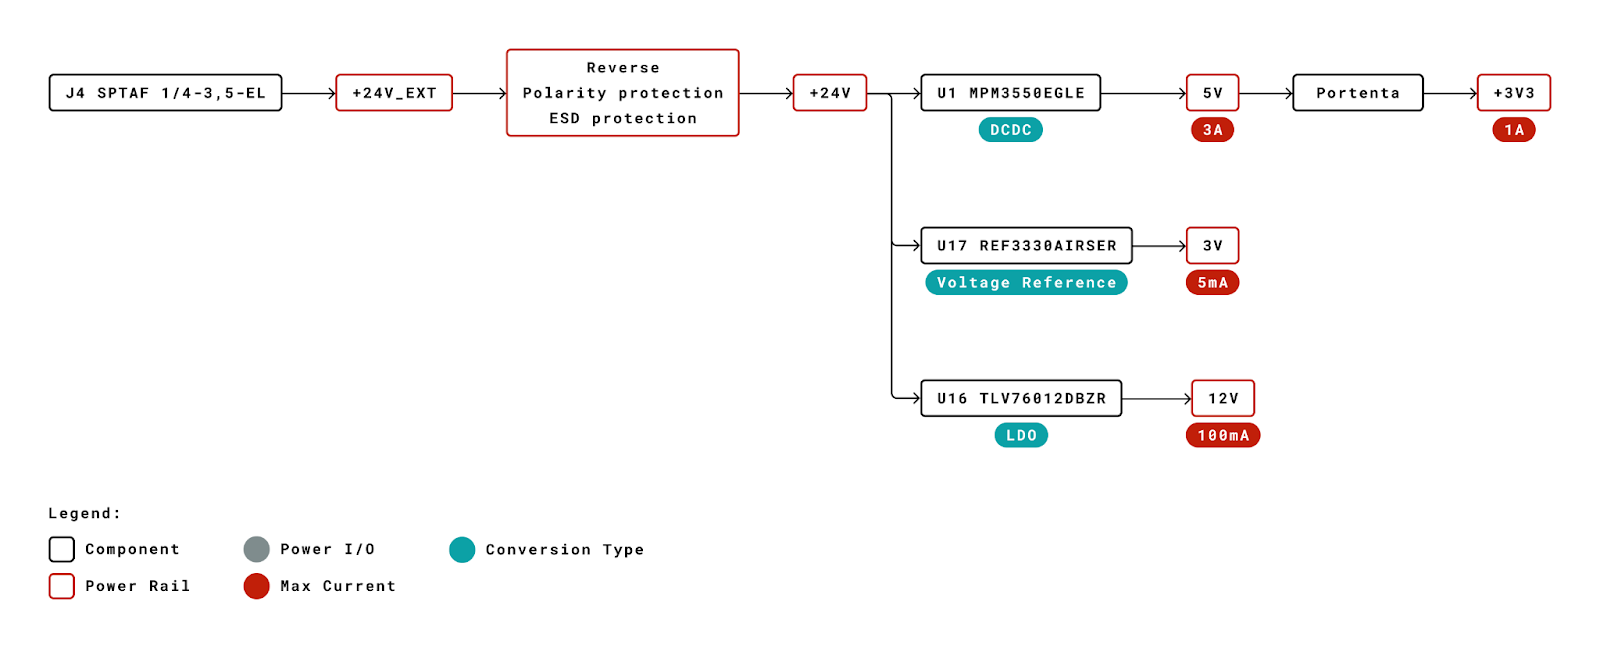 J4 SPTAF 1/4-3,5-EL
+24V_EXT
Reverse
Polarity protection
ESD protection
+24V
U1 MPM3550EGLE
DCDC
5V
3A
Portenta
+3V3
1A
U17 REF3330AIRSER
Voltage Reference
3V
5mA
U16 TLV76012DBZR
LDO
12V
100mA
Legend:
Component
Power I/O
Conversion Type
Power Rail
Max Current